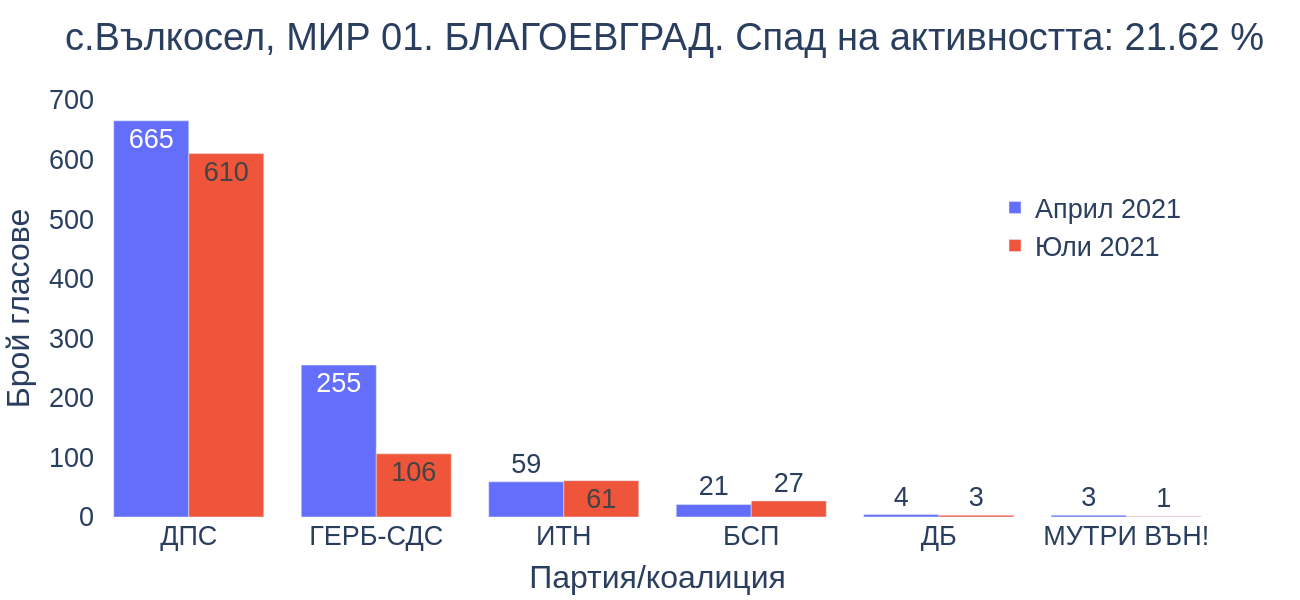 с.Вълкосел, МИР 01. БЛАГОЕВГРАД. Спад на активността: 21.62 %
Брой гласове
700
600
500
400
300
200
100
0
665
610
255
106
59
61
21
27
4
3
3
1
Април 2021
Юли 2021
ДПС
ГЕРБ-СДС
ИТН
БСП
ДБ
МУТРИ ВЪН!
Партия/коалиция